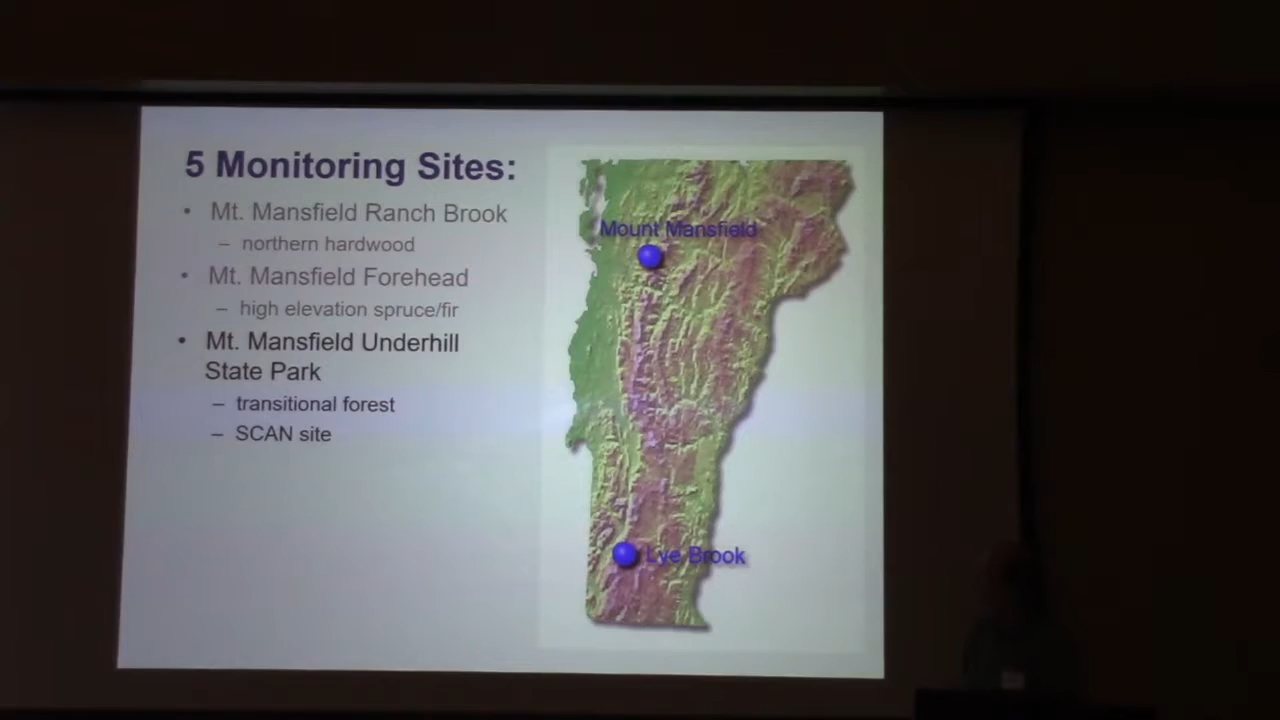 5 Monitoring Sites:
• Mt. Mansfield Ranch Brook
– northern hardwood
• Mt. Mansfield Forehead
– high elevation spruce/fir
• Mt. Mansfield Underhill
State Park
– transitional forest
– SCAN site
Mount Mansfield
Lye Brook